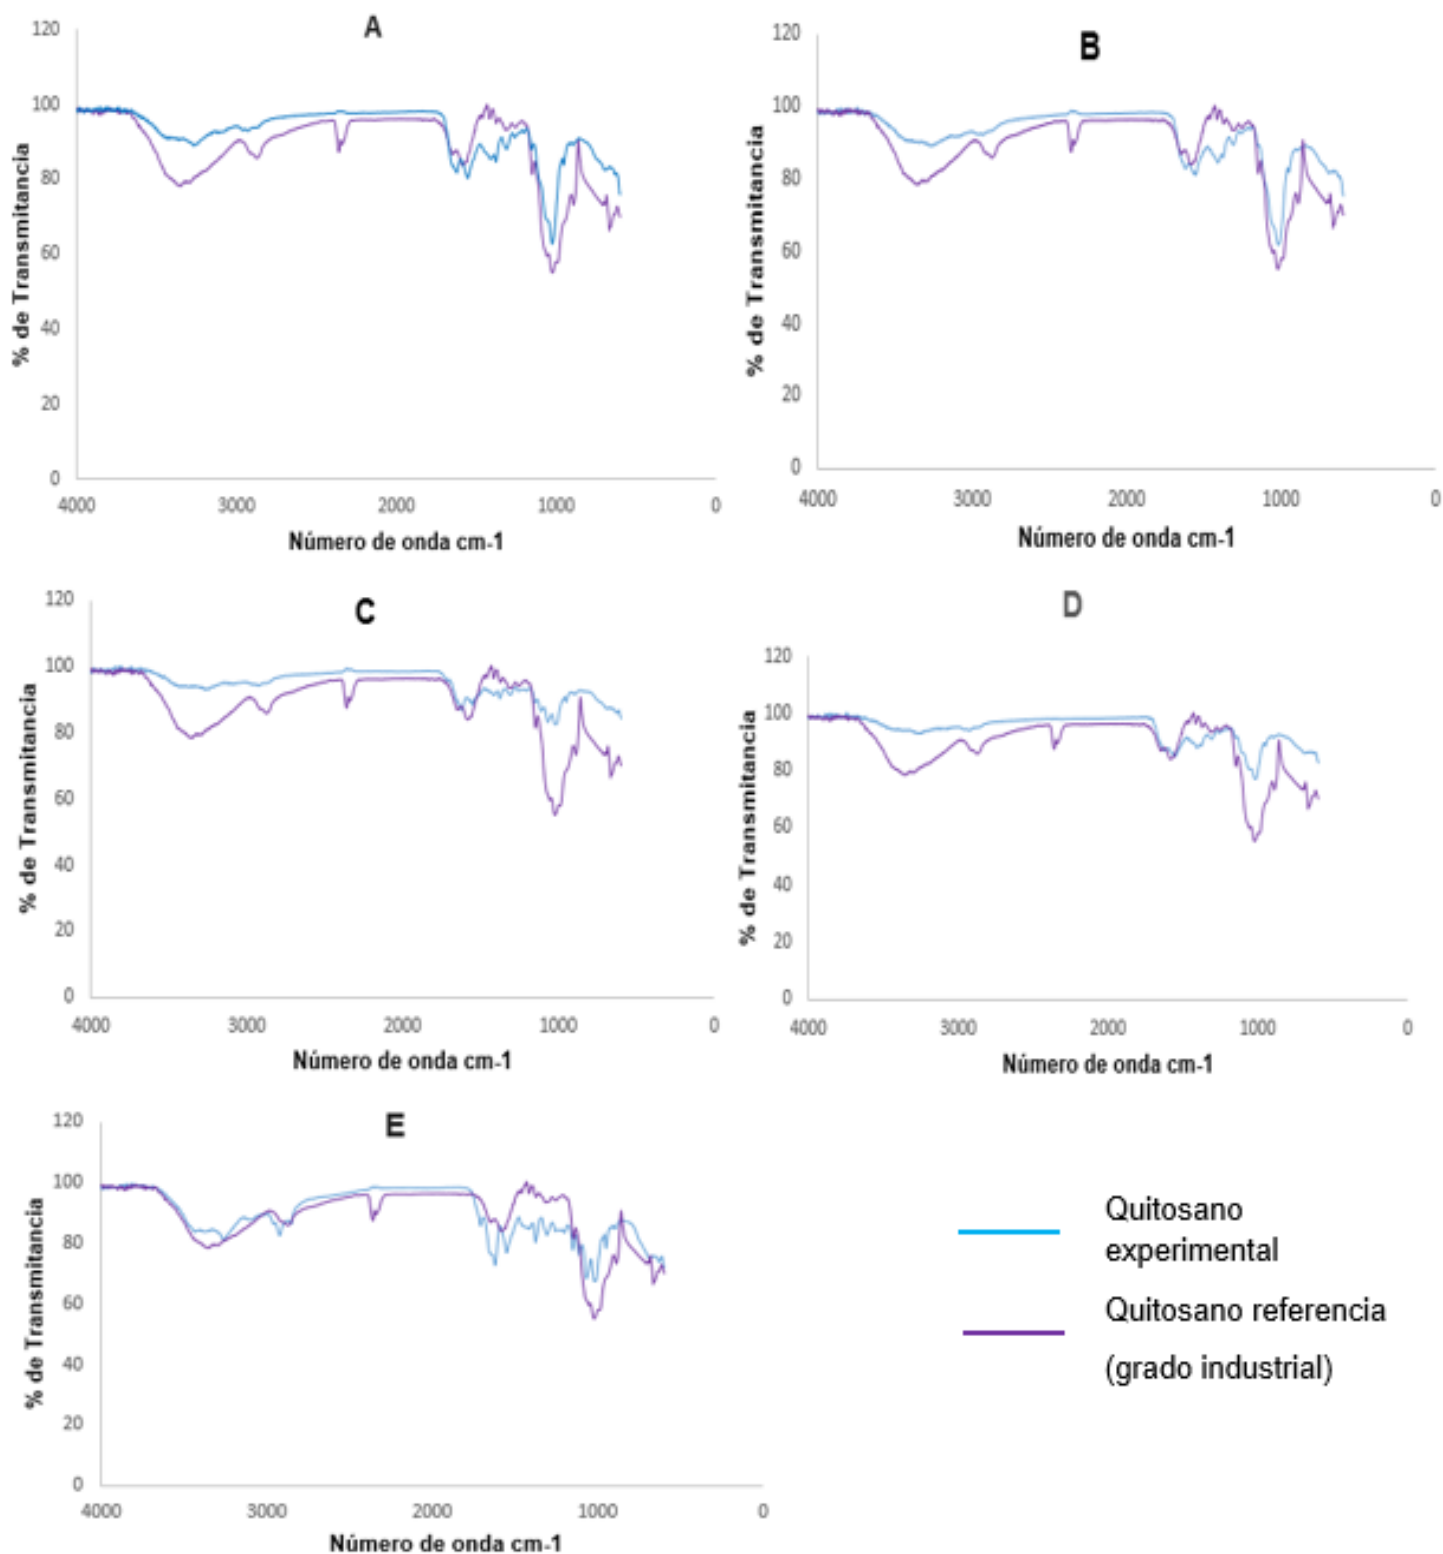 A
120
100
80
60
40
20
0
4000 3000 2000 1000 0
% de Transmitancia
Número de onda cm-1
B
120
100
80
60
40
20
0
4000 3000 2000 1000 0
% de Transmitancia
Número de onda cm-1
C
120
100
80
60
40
20
0
4000 3000 2000 1000 0
% de Transmitancia
Número de onda cm-1
D
120
100
80
60
40
20
0
4000 3000 2000 1000 0
% de Transmitancia
Número de onda cm-1
E
120
100
80
60
40
20
0
4000 3000 2000 1000 0
% de Transmitancia
Número de onda cm-1
Quitosano
experimental
Quitosano referencia
(grado industrial)